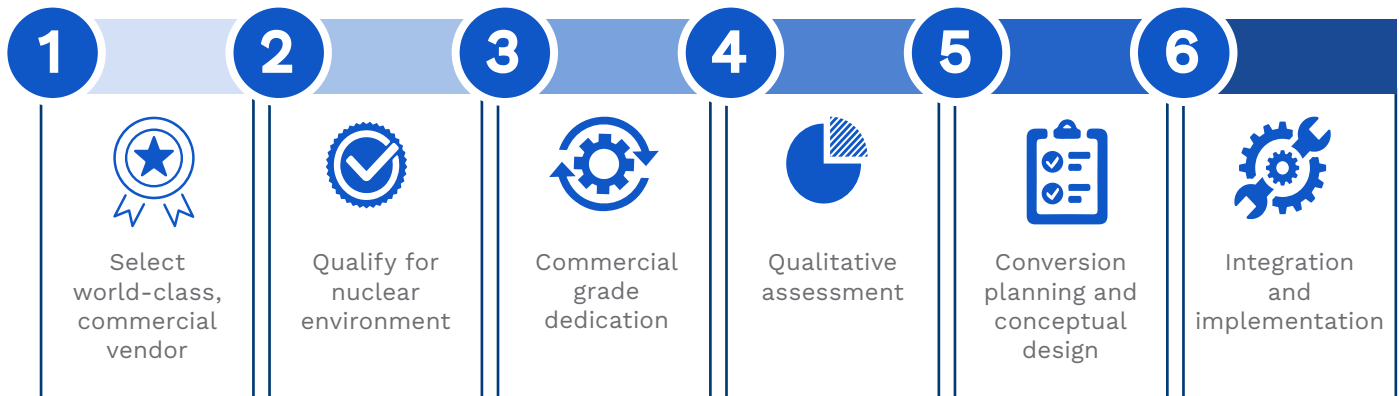 1
2
3
4
5
6
Select
world-class,
commercial
vendor
Qualify for
nuclear
environment
Commercial
grade
dedication
Qualitative
assessment
Conversion
planning and
conceptual
design
Integration
and
implementation